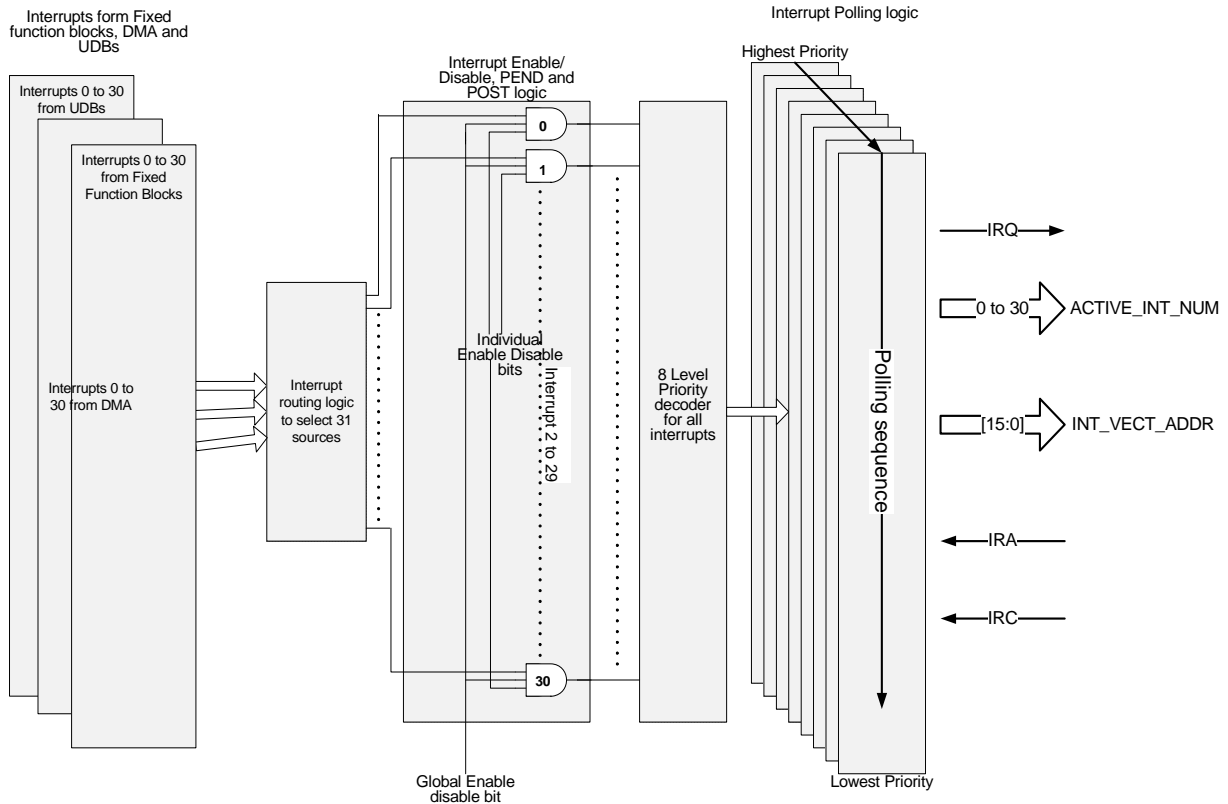 Interrupts form Fixed
function blocks, DMA and
UDBs
Interrupt Polling logic
Highest Priority
Interrupt Enable/
Disable, PEND and
POST logic
Interrupts 0 to 30
from UDBs
Interrupts 0 to 30
from Fixed
Function Blocks
Interrupts 0 to
30 from DMA
Interrupt
routing logic
to select 31
sources
0
1
Individual
Enable Disable
bits
Interrupt 2 to 29
30
8 Level
Priority
decoder
for all
interrupts
Polling sequence
IRQ
0 to 30
ACTIVE_INT_NUM
[15:0]
INT_VECT_ADDR
IRA
IRC
Global Enable
disable bit
Lowest Priority